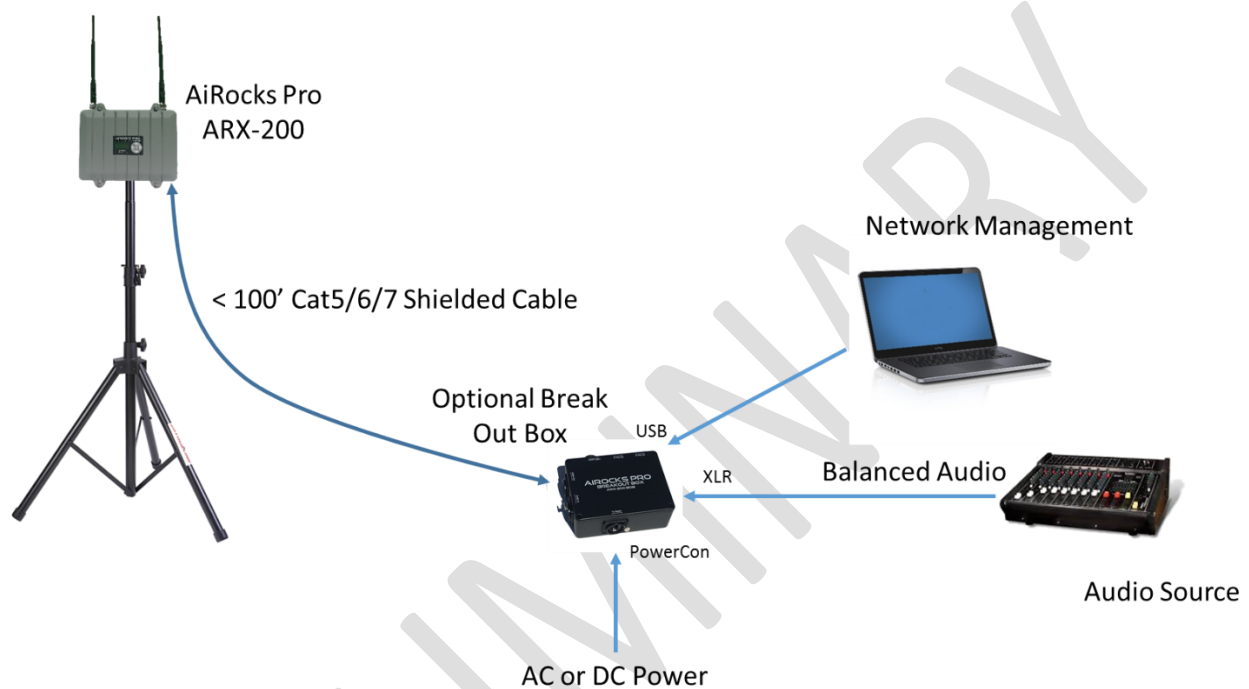 AiRocks Pro
ARX-200
Network Management
< 100’ Cat5/6/7 Shielded Cable
Optional Break
Out Box
USB
AIROCKS PRO
BREAKOUT BOX
XLR
Balanced Audio
PowerCon
Audio Source
AC or DC Power